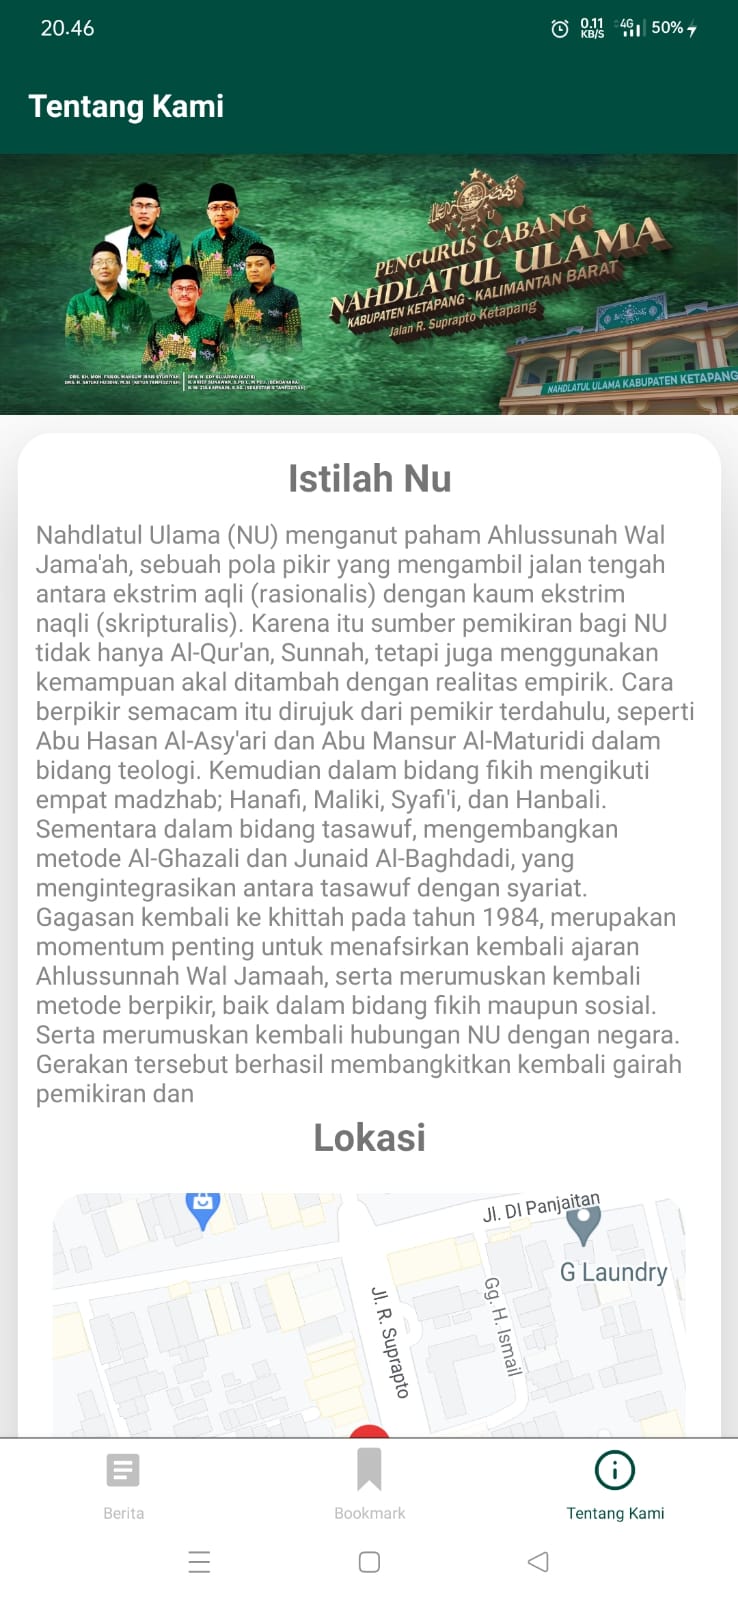 20.46
0.11
KB/S
4G
50%
Tentang Kami
PENGURUS CABANG
NAHDLATUL ULAMA
KABUPATEN KETAPANG - KALIMANTAN BARAT
Jalan R. Suprapto Ketapang
NAHDLATUL ULAMA KABUPATEN KETAPANG
Istilah Nu
Nahdlatul Ulama (NU) menganut paham Ahlussunah Wal
Jama'ah, sebuah pola pikir yang mengambil jalan tengah
antara ekstrim aqli (rasionalis) dengan kaum ekstrim
naqli (skripturalis). Karena itu sumber pemikiran bagi NU
tidak hanya Al-Qur'an, Sunnah, tetapi juga menggunakan
kemampuan akal ditambah dengan realitas empirik. Cara
berpikir semacam itu dirujuk dari pemikir terdahulu, seperti
Abu Hasan Al-Asy'ari dan Abu Mansur Al-Maturidi dalam
bidang teologi. Kemudian dalam bidang fikih mengikuti
empat madzhab; Hanafi, Maliki, Syafi'i, dan Hanbali.
Sementara dalam bidang tasawuf, mengembangkan
metode Al-Ghazali dan Junaid Al-Baghdadi, yang
mengintegrasikan antara tasawuf dengan syariat.
Gagasan kembali ke khittah pada tahun 1984, merupakan
momentum penting untuk menafsirkan kembali ajaran
Ahlussunnah Wal Jamaah, serta merumuskan kembali
metode berpikir, baik dalam bidang fikih maupun sosial.
Serta merumuskan kembali hubungan NU dengan negara.
Gerakan tersebut berhasil membangkitkan kembali gairah
pemikiran dan
Lokasi
Jl. DI Panjaitan
G Laundry
Jl. R. Suprapto
Gg. H. Ismail
Berita
Bookmark
Tentang Kami